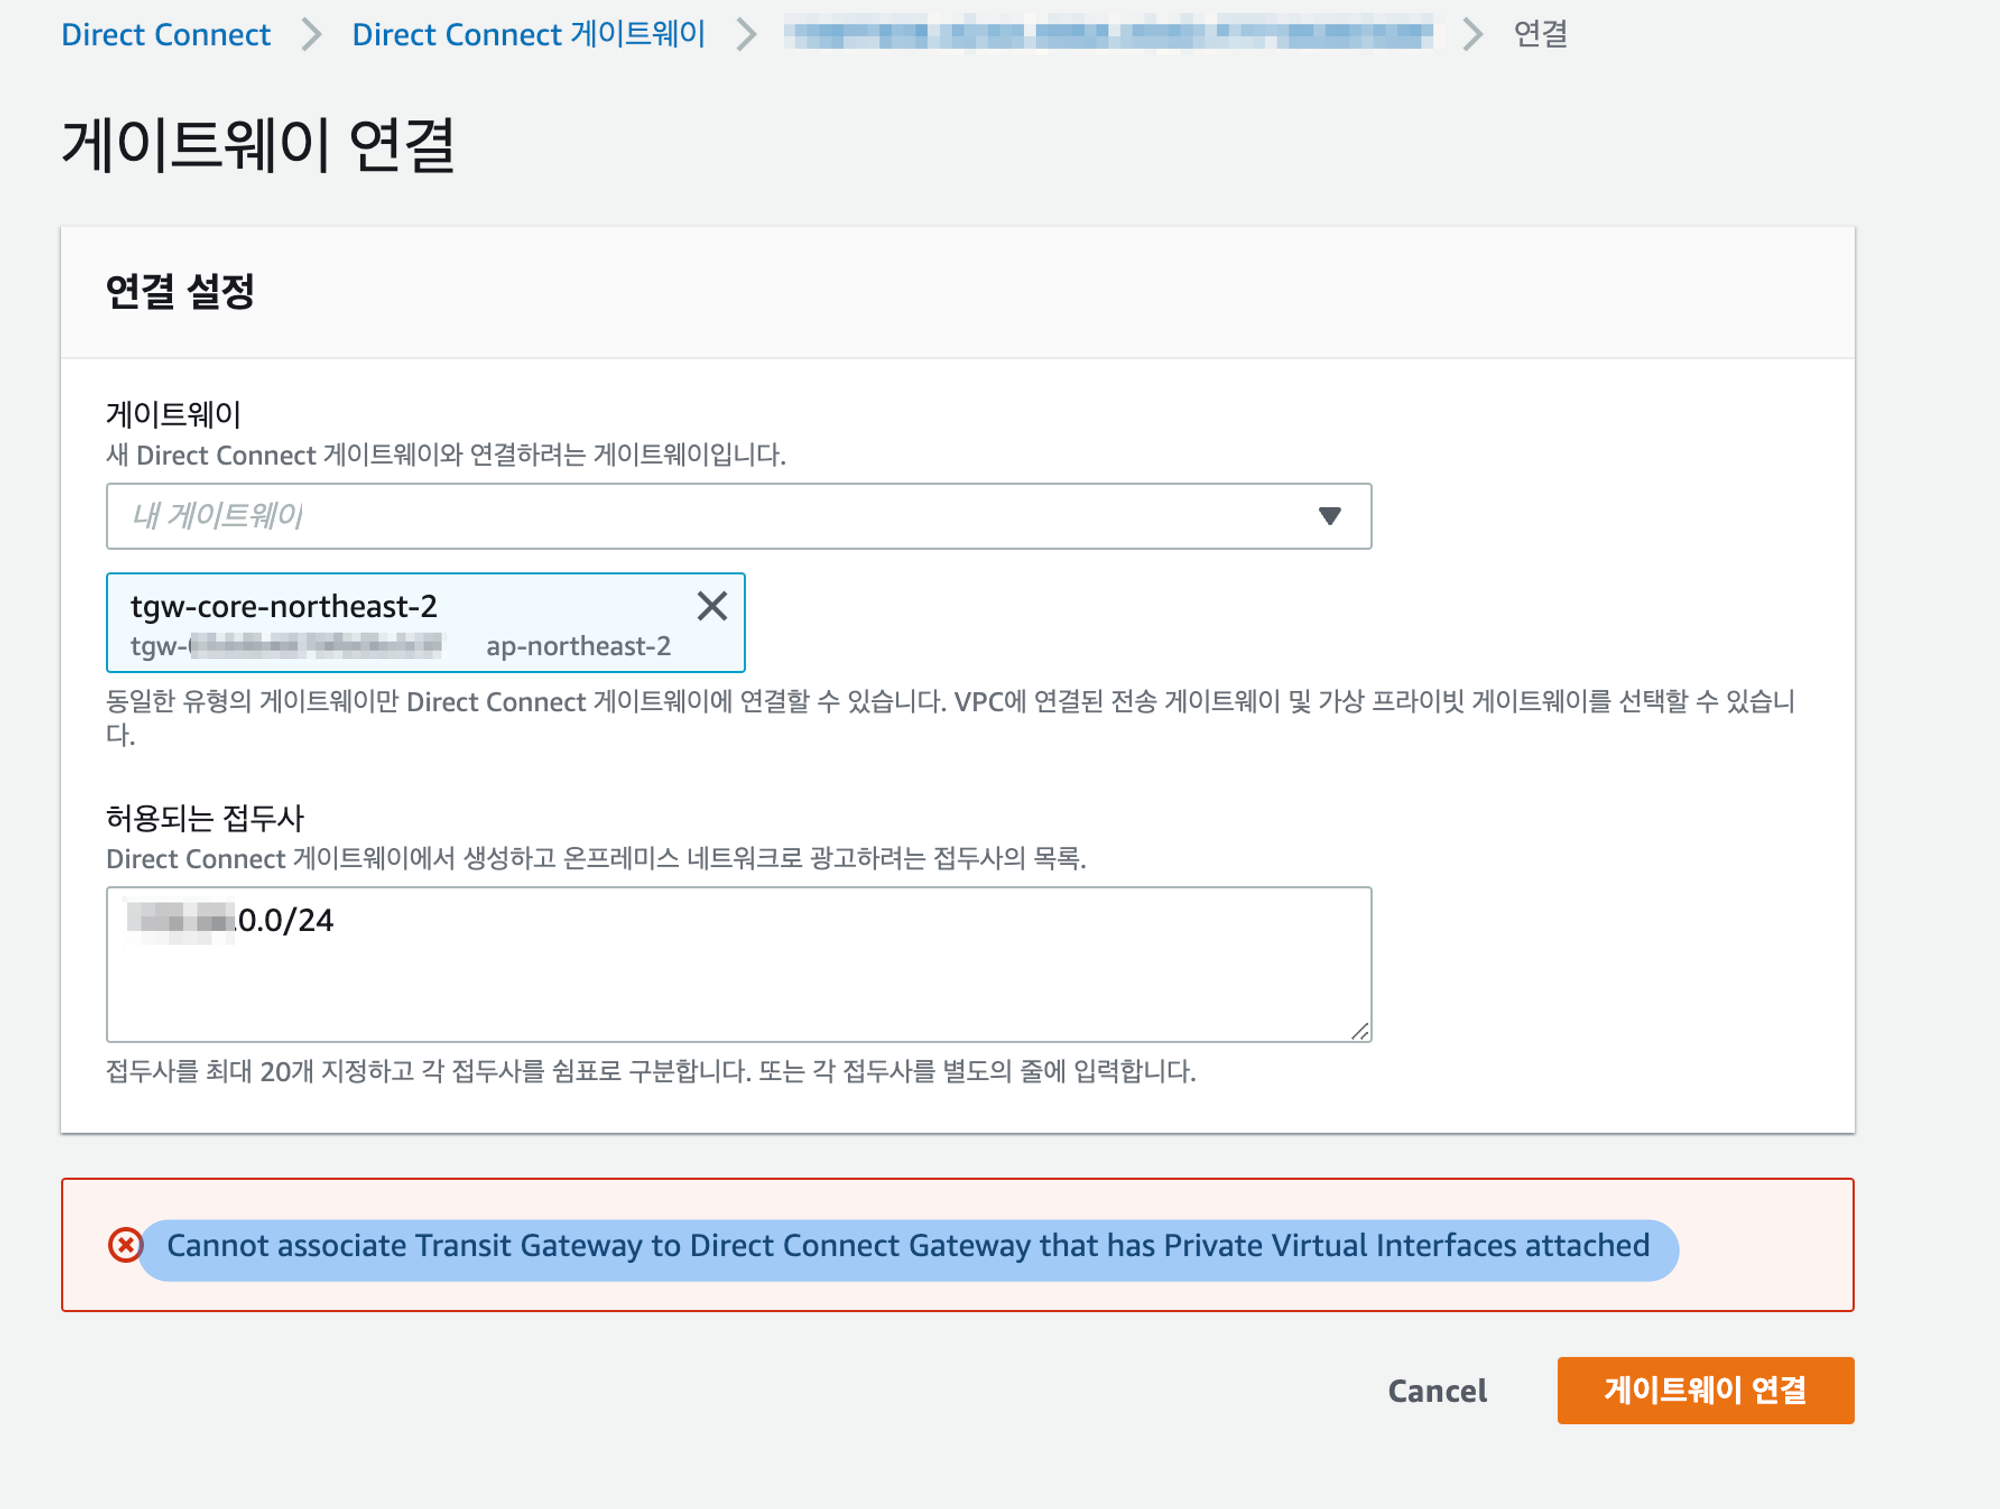 Direct Connect > Direct Connect 게이트웨이 > > 연결
게이트웨이 연결
연결 설정
게이트웨이
새 Direct Connect 게이트웨이와 연결하려는 게이트웨이입니다.
내 게이트웨이
tgw-core-northeast-2
tgw- ap-northeast-2
동일한 유형의 게이트웨이만 Direct Connect 게이트웨이에 연결할 수 있습니다. VPC에 연결된 전송 게이트웨이 및 가상 프라이빗 게이트웨이를 선택할 수 있습니
다.
허용되는 접두사
Direct Connect 게이트웨이에서 생성하고 온프레미스 네트워크로 광고하려는 접두사의 목록.
.0.0/24
접두사를 최대 20개 지정하고 각 접두사를 쉼표로 구분합니다. 또는 각 접두사를 별도의 줄에 입력합니다.
Cannot associate Transit Gateway to Direct Connect Gateway that has Private Virtual Interfaces attached
Cancel 게이트웨이 연결